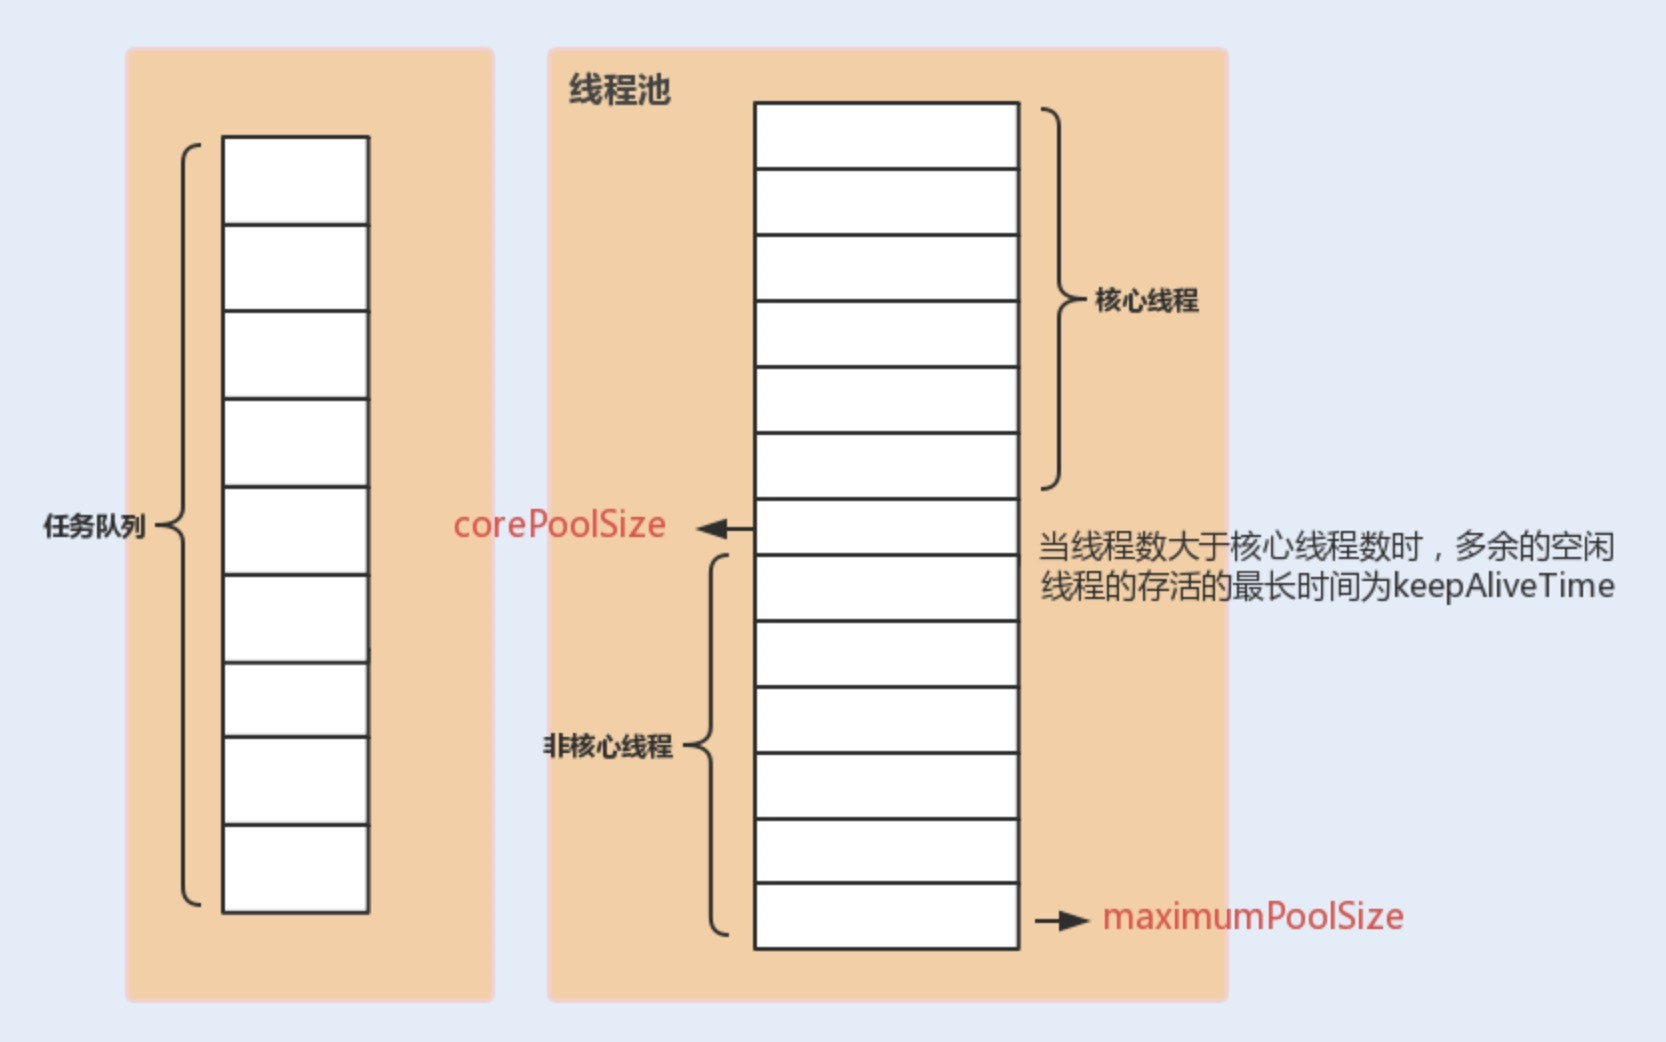 线程池
核心线程
任务队列
corePoolSize
当线程数大于核心线程数时，多余的空闲
线程的存活的最长时间为keepAliveTime
非核心线程
maximumPoolSize